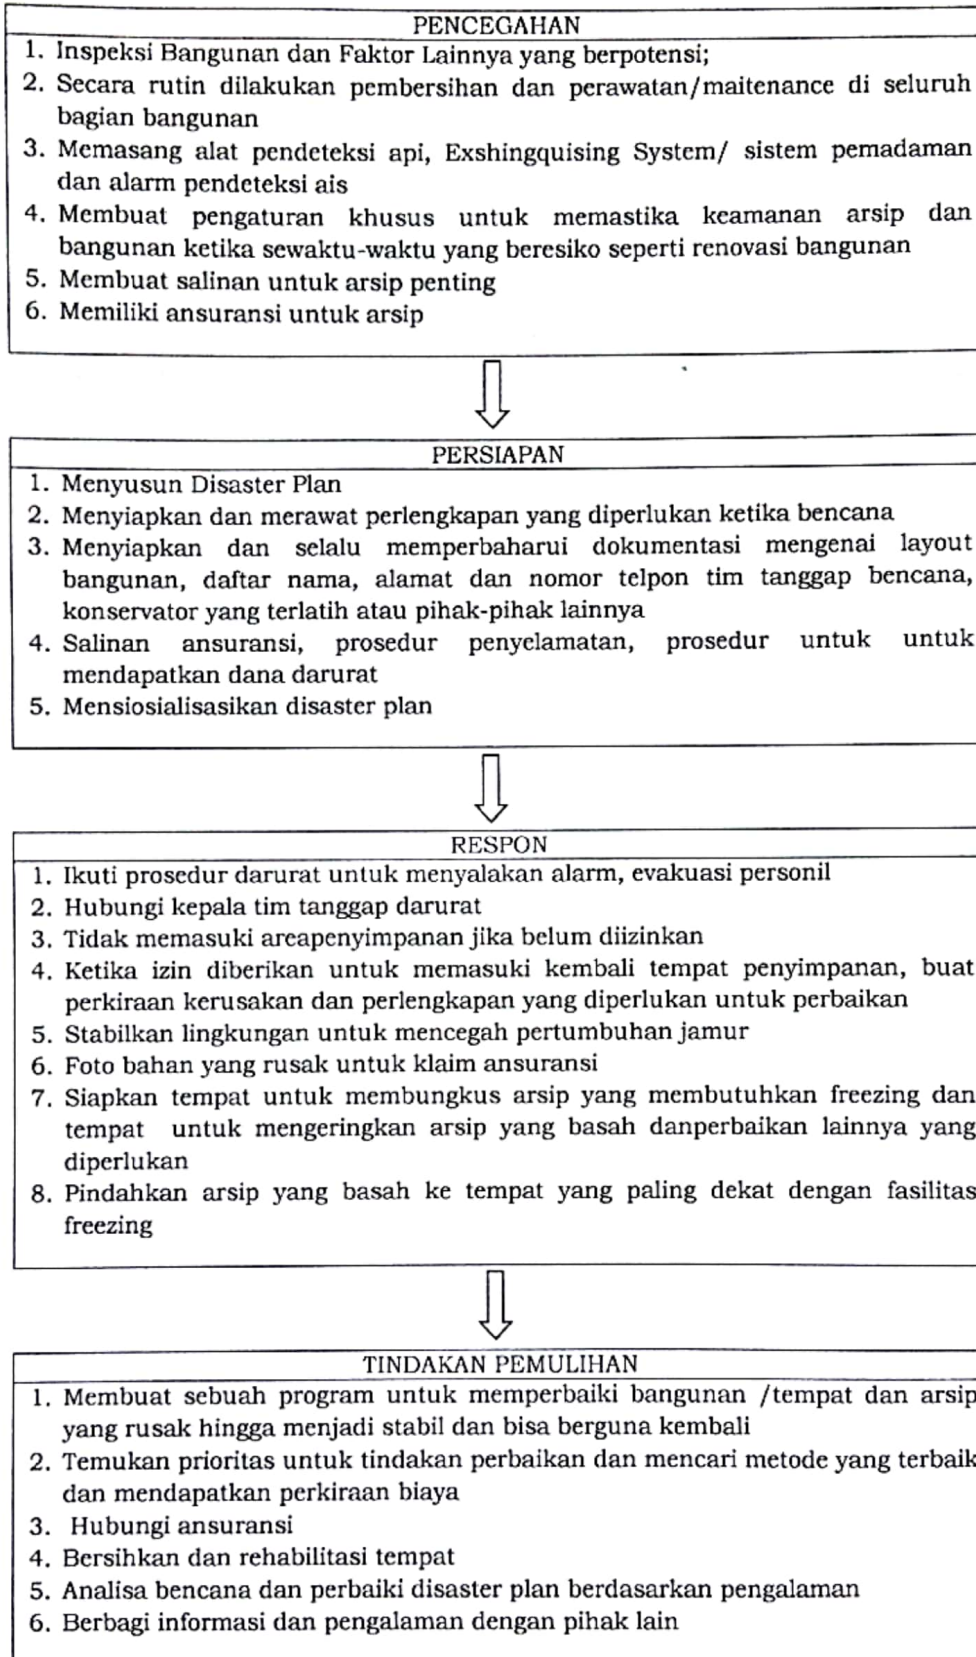 PENCEGAHAN
1. Inspeksi Bangunan dan Faktor Lainnya yang berpotensi;
2. Secara rutin dilakukan pembersihan dan perawatan/maitenance di seluruh
bagian bangunan
3. Memasang alat pendeteksi api, Exshingquising System/ sistem pemadaman
dan alarm pendeteksi ais
4. Membuat pengaturan khusus untuk memastika keamanan arsip dan
bangunan ketika sewaktu-waktu yang beresiko seperti renovasi bangunan
5. Membuat salinan untuk arsip penting
6. Memiliki ansuransi untuk arsip
PERSIAPAN
1. Menyusun Disaster Plan
2. Menyiapkan dan merawat perlengkapan yang diperlukan ketika bencana
3. Menyiapkan dan selalu memperbaharui dokumentasi mengenai layout
bangunan, daftar nama, alamat dan nomor telpon tim tanggap bencana,
konservator yang terlatih atau pihak-pihak lainnya
4. Salinan ansuransi, prosedur penyelamatan, prosedur untuk untuk
mendapatkan dana darurat
5. Mensiosialisasikan disaster plan
RESPON
1. Ikuti prosedur darurat untuk menyalakan alarm, evakuasi personil
2. Hubungi kepala tim tanggap darurat
3. Tidak memasuki areapenyimpanan jika belum diizinkan
4. Ketika izin diberikan untuk memasuki kembali tempat penyimpanan, buat
perkiraan kerusakan dan perlengkapan yang diperlukan untuk perbaikan
5. Stabilkan lingkungan untuk mencegah pertumbuhan jamur
6. Foto bahan yang rusak untuk klaim ansuransi
7. Siapkan tempat untuk membungkus arsip yang membutuhkan freezing dan
tempat untuk mengeringkan arsip yang basah danperbaikan lainnya yang
diperlukan
8. Pindahkan arsip yang basah ke tempat yang paling dekat dengan fasilitas
freezing
TINDAKAN PEMULIHAN
1. Membuat sebuah program untuk memperbaiki bangunan /tempat dan arsip
yang rusak hingga menjadi stabil dan bisa berguna kembali
2. Temukan prioritas untuk tindakan perbaikan dan mencari metode yang terbaik
dan mendapatkan perkiraan biaya
3. Hubungi ansuransi
4. Bersihkan dan rehabilitasi tempat
5. Analisa bencana dan perbaiki disaster plan berdasarkan pengalaman
6. Berbagi informasi dan pengalaman dengan pihak lain